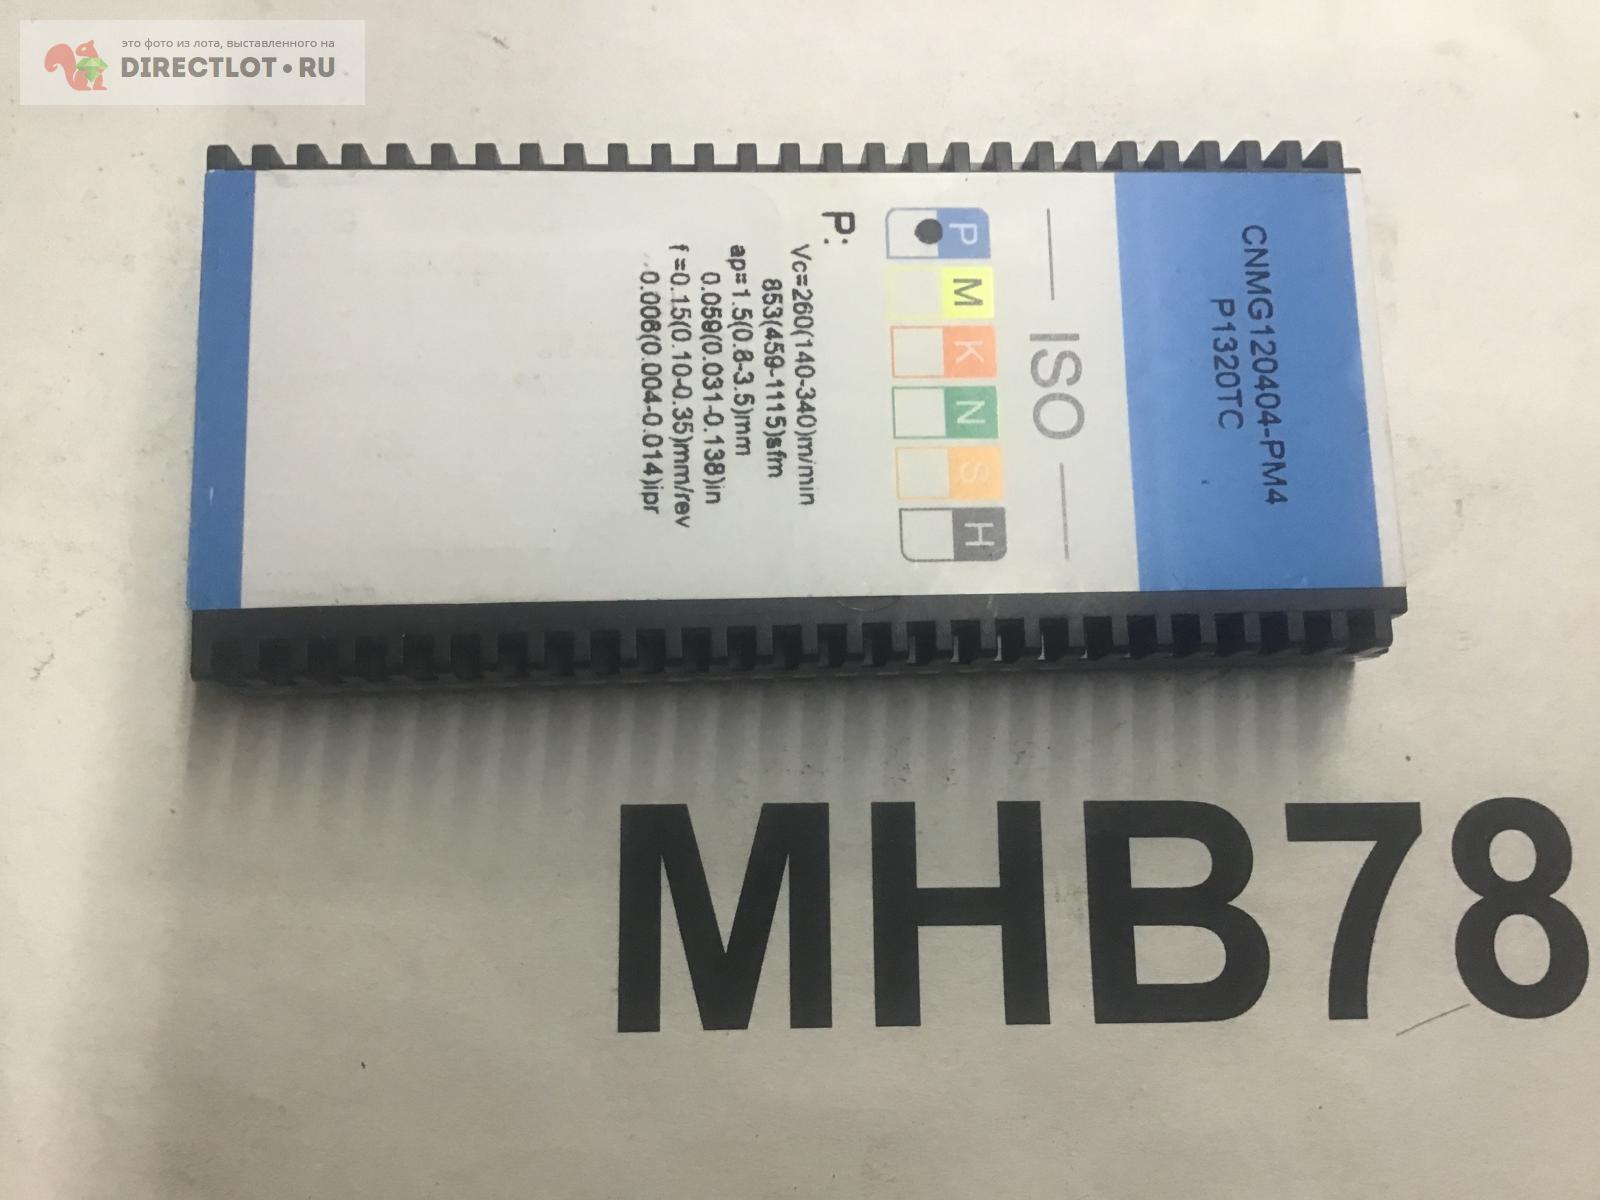 это фото из лота, выставленного на
DIRECTLOT•RU
CNMG120404-PM4
P1320TC
ISO
P
M
K
N
S
H
P:
Vc=260(140-340)m/min
853(459-1115)sfm
ap=1.5(0.8-3.5)mm
0.059(0.031-0.138)in
f =0.15(0.10-0.35)mm/rev
0.006(0.004-0.014)ipr
MHB78